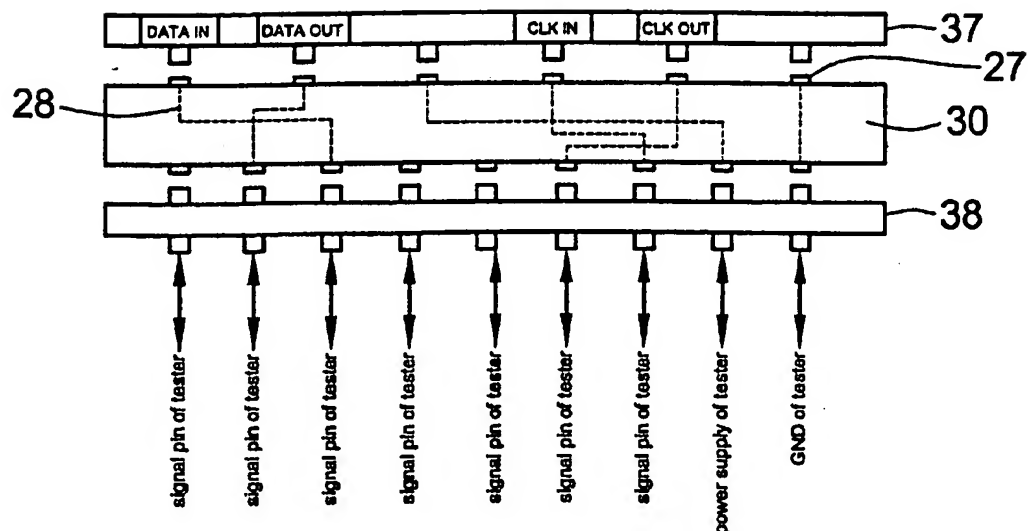 DATA IN
DATA OUT
CLK IN
CLK OUT
37
27
28
30
38
signal pin of tester
signal pin of tester
signal pin of tester
signal pin of tester
signal pin of tester
signal pin of tester
signal pin of tester
power supply of tester
GND of tester